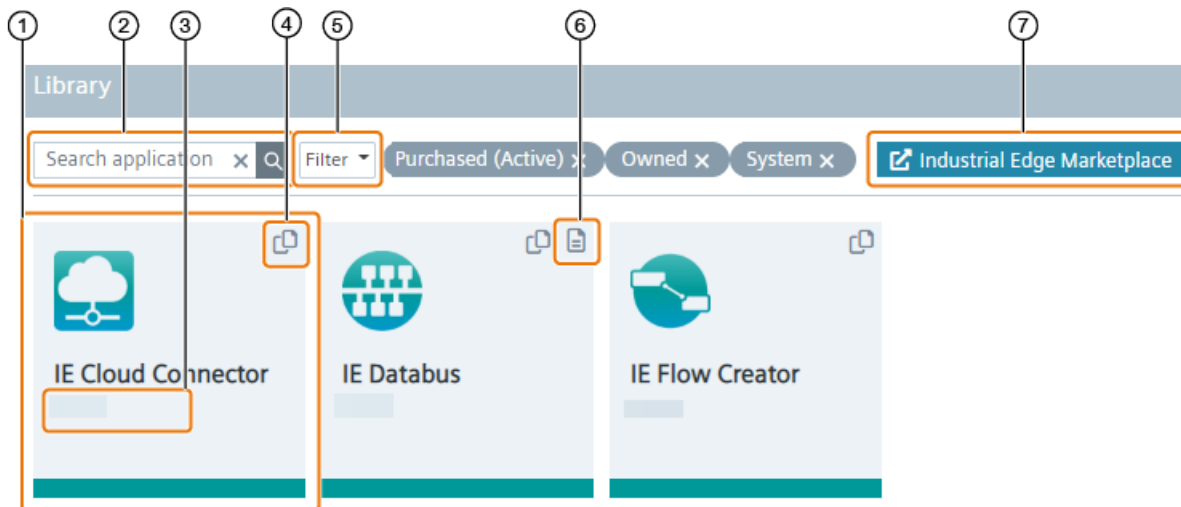 ① ② ③ ④ ⑤ ⑥ ⑦
Library
Search application Filter Purchased (Active) Owned System Industrial Edge Marketplace
IE Cloud Connector IE Databus IE Flow Creator